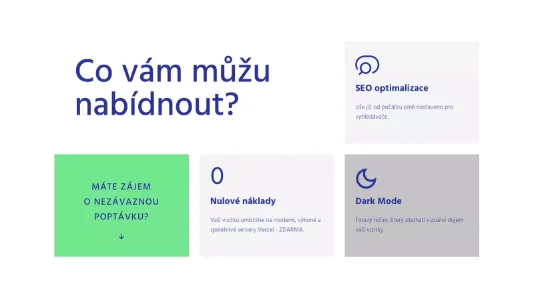 Co vám můžu
nabídnout?
SEO optimalizace
Vše již od počátku plně nastaveno pro
vyhledávače.
MÁTE ZÁJEM
O NEZÁVAZNOU
POPTÁVKU?
↓
0
Nulové náklady
Vaši vizitku umístíme na moderní, výkoné a
spolehlivé servery Vercel - ZDARMA.
Dark Mode
Tmavý režim, který obohatí vizuální dojem
vaší vizitky.